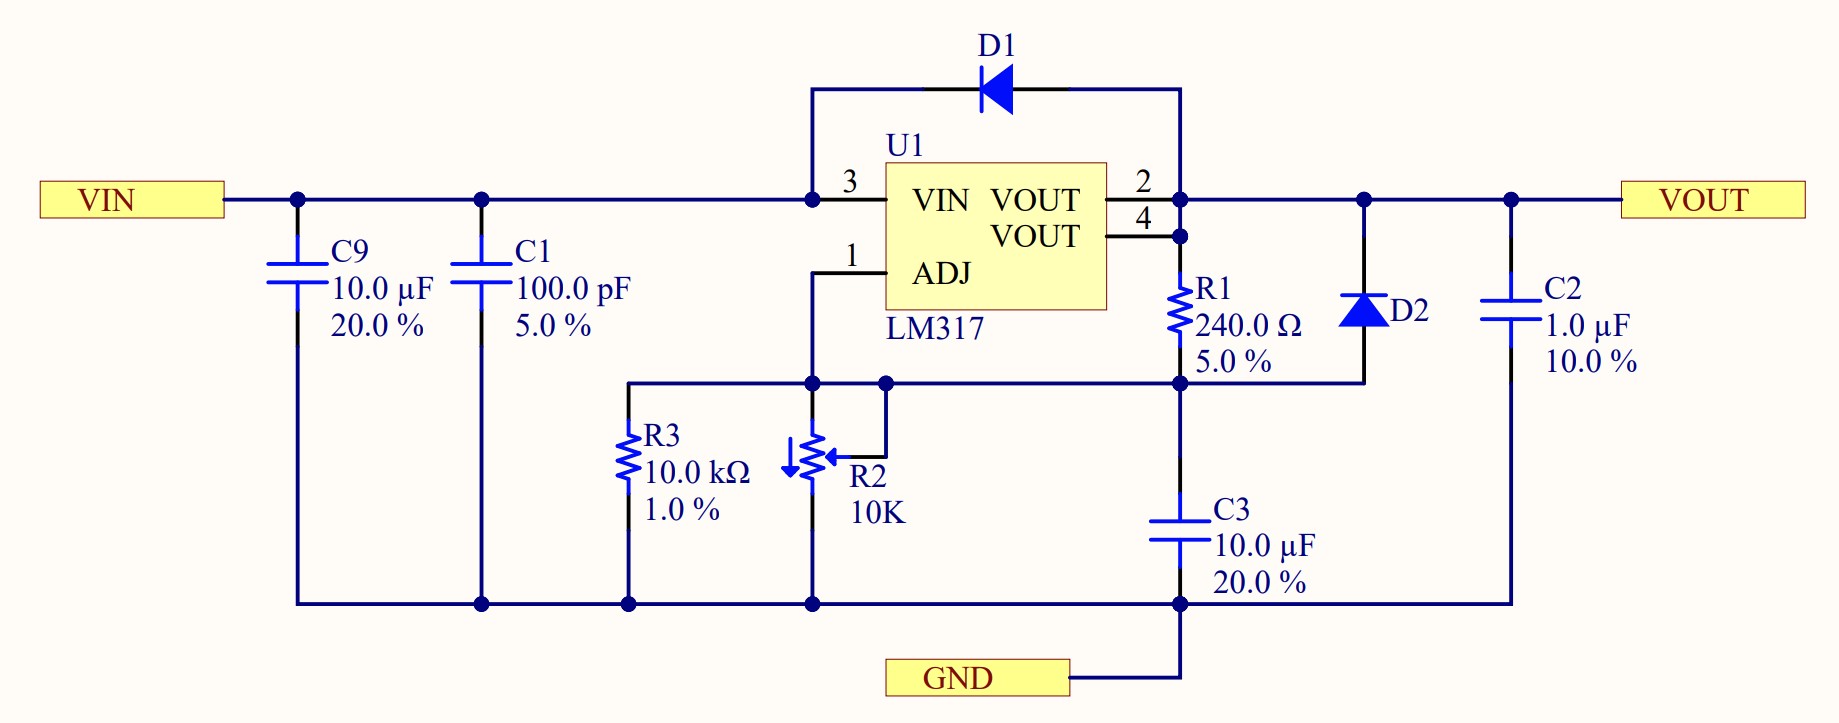 D1
U1
VIN
3
VIN
VOUT
2
VOUT
4
VOUT
1
ADJ
LM317
C9
10.0 µF
20.0 %
C1
100.0 pF
5.0 %
R1
240.0 Ω
5.0 %
D2
C2
1.0 µF
10.0 %
R3
10.0 kΩ
1.0 %
R2
10K
C3
10.0 µF
20.0 %
GND